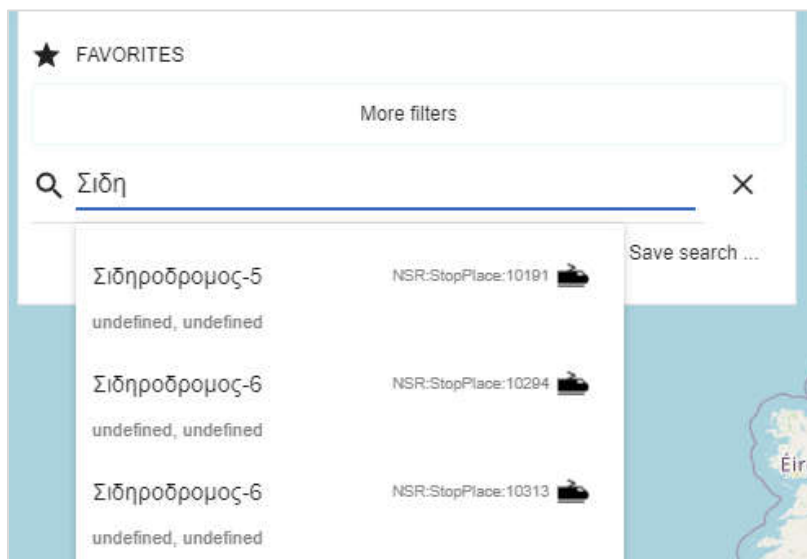 FAVORITES
More filters
Σιδη
Save search ...
Σιδηροδρομος-5 NSR:StopPlace:10191
undefined, undefined
Σιδηροδρομος-6 NSR:StopPlace:10294
undefined, undefined
Σιδηροδρομος-6 NSR:StopPlace:10313
undefined, undefined
Éir